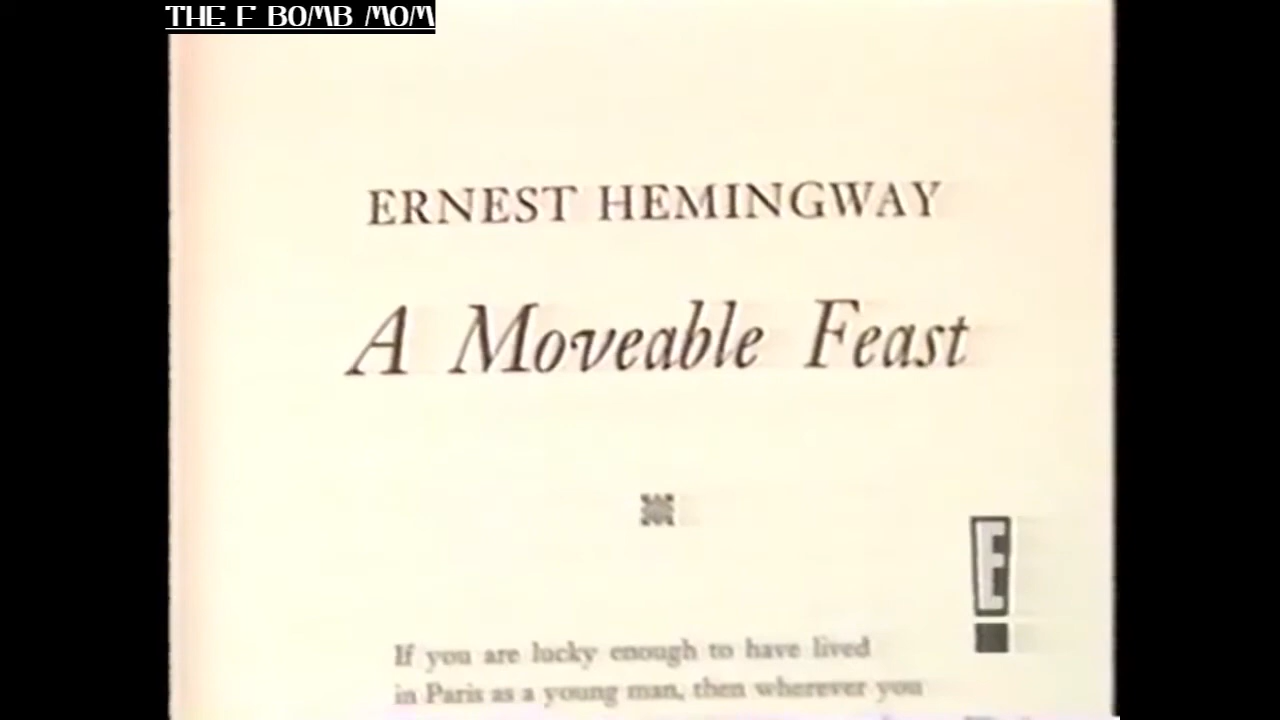 THE F BOMB MOM
ERNEST HEMINGWAY
A Moveable Feast
E!
If you are lucky enough to have lived
in Paris as a young man, then wherever you